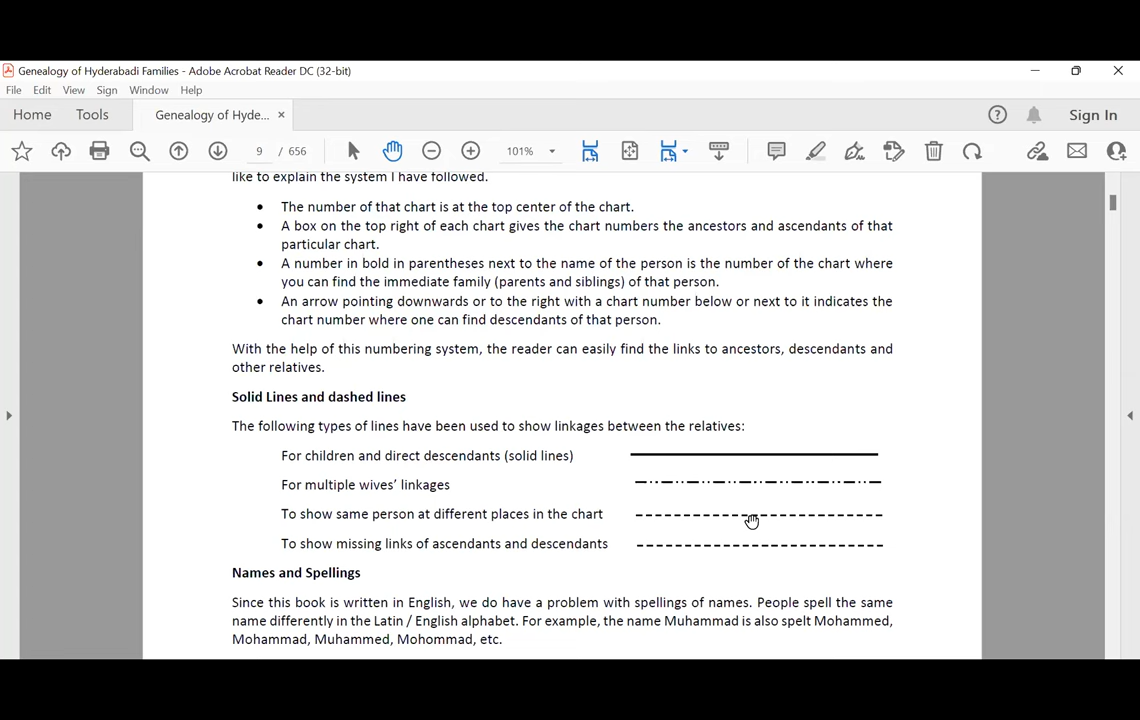 Genealogy of Hyderabadi Families - Adobe Acrobat Reader DC (32-bit)
File Edit View Sign Window Help
Home Tools Genealogy of Hyde... × Sign In
9 / 656 101%
like to explain the system I have followed.
• The number of that chart is at the top center of the chart.
• A box on the top right of each chart gives the chart numbers the ancestors and ascendants of that
particular chart.
• A number in bold in parentheses next to the name of the person is the number of the chart where
you can find the immediate family (parents and siblings) of that person.
• An arrow pointing downwards or to the right with a chart number below or next to it indicates the
chart number where one can find descendants of that person.
With the help of this numbering system, the reader can easily find the links to ancestors, descendants and
other relatives.
Solid Lines and dashed lines
The following types of lines have been used to show linkages between the relatives:
For children and direct descendants (solid lines)
For multiple wives' linkages
To show same person at different places in the chart
To show missing links of ascendants and descendants
Names and Spellings
Since this book is written in English, we do have a problem with spellings of names. People spell the same
name differently in the Latin / English alphabet. For example, the name Muhammad is also spelt Mohammed,
Mohammad, Muhammed, Mohommad, etc.